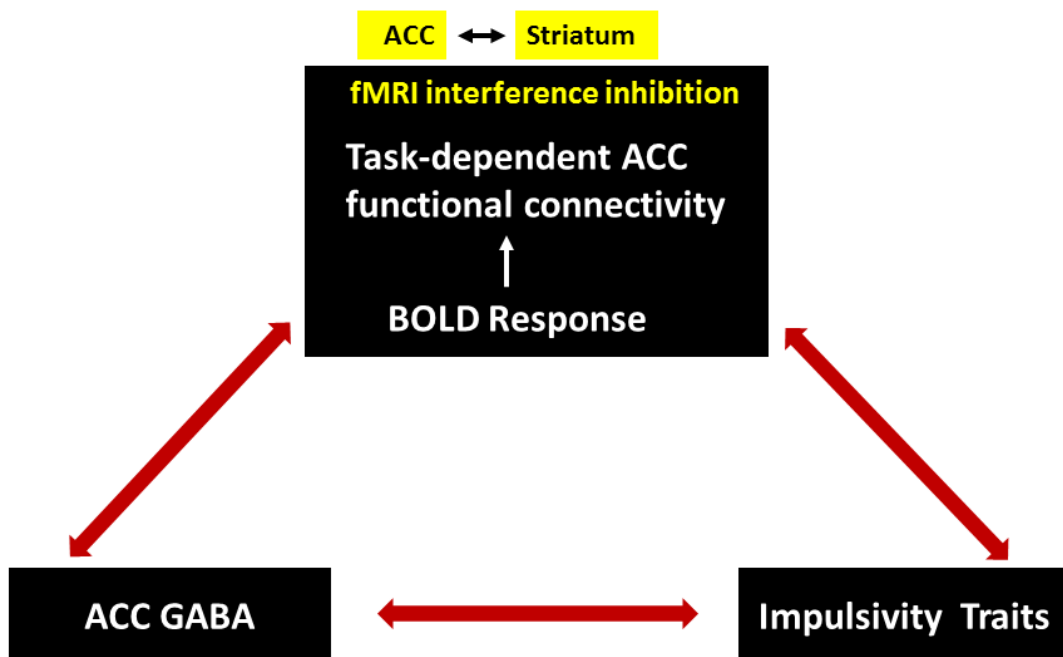 ACC Striatum
fMRI interference inhibition
Task-dependent ACC
functional connectivity
BOLD Response
ACC GABA
Impulsivity Traits